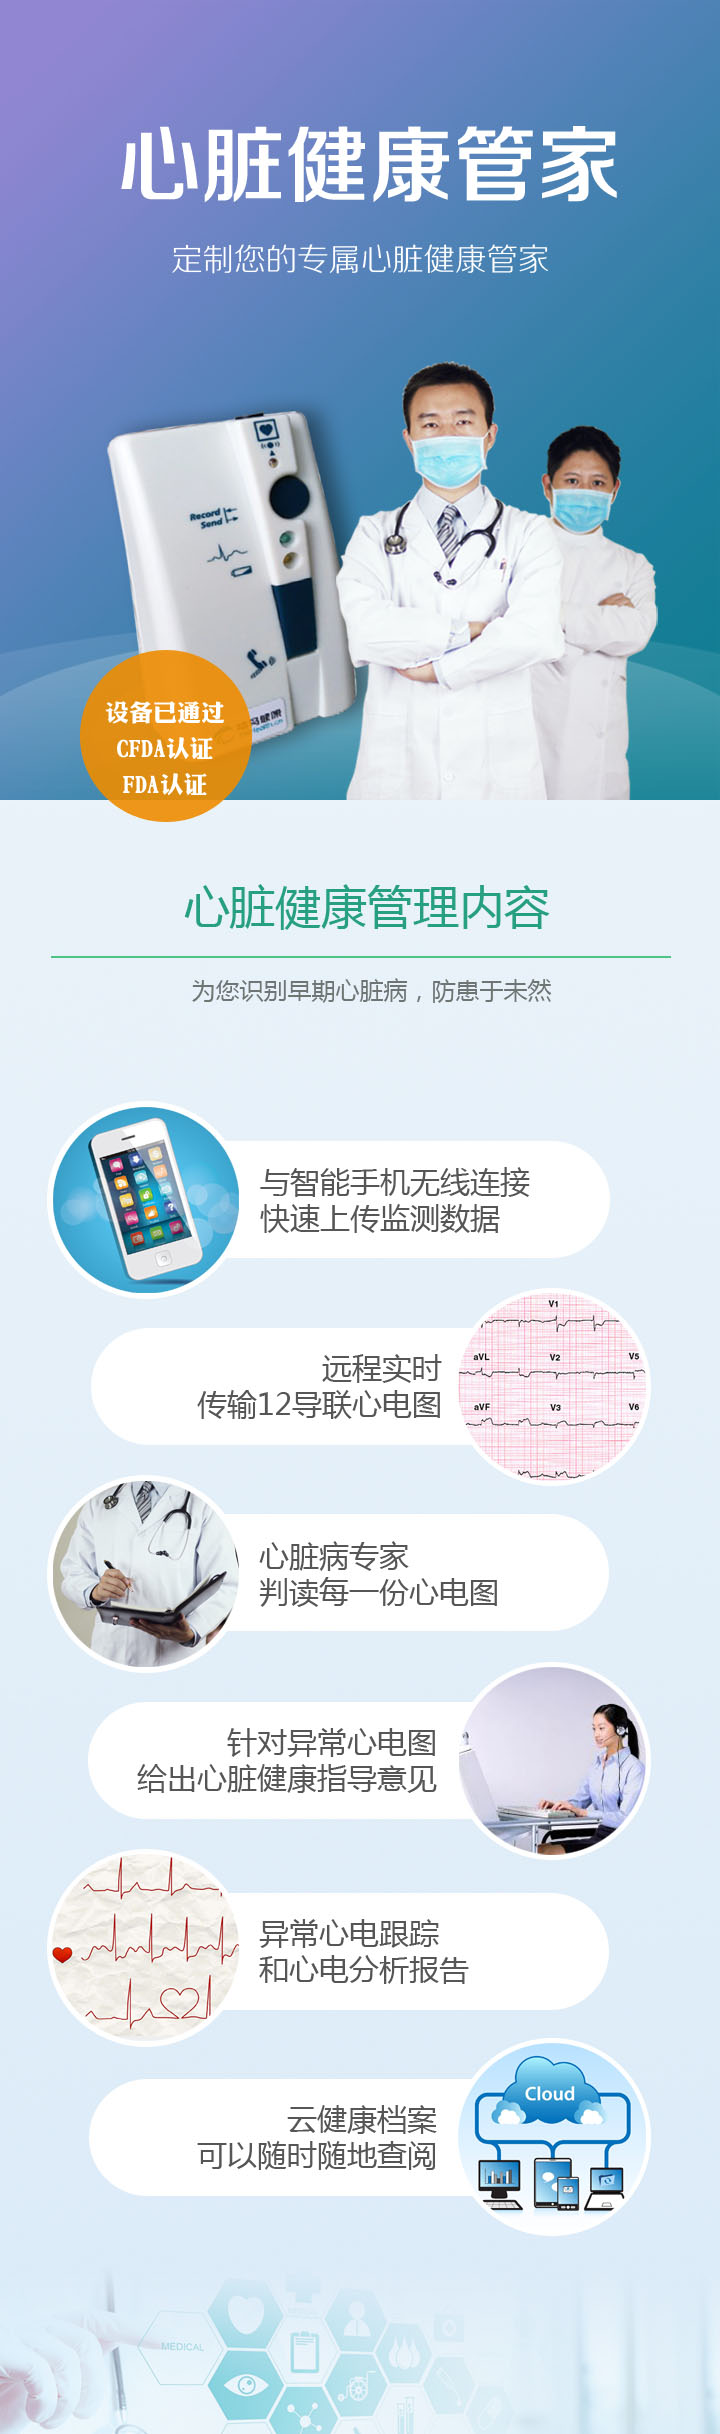 心脏健康管家
定制您的专属心脏健康管家
Record
Send
设备已通过
CFDA认证
FDA认证
心脏健康管理内容
为您识别早期心脏病，防患于未然
与智能手机无线连接
快速上传监测数据
V1
aVL V2 V5
aVF V3 V6
远程实时
传输12导联心电图
心脏病专家
判读每一份心电图
针对异常心电图
给出心脏健康指导意见
异常心电跟踪
和心电分析报告
Cloud
云健康档案
可以随时随地查阅
MEDICAL